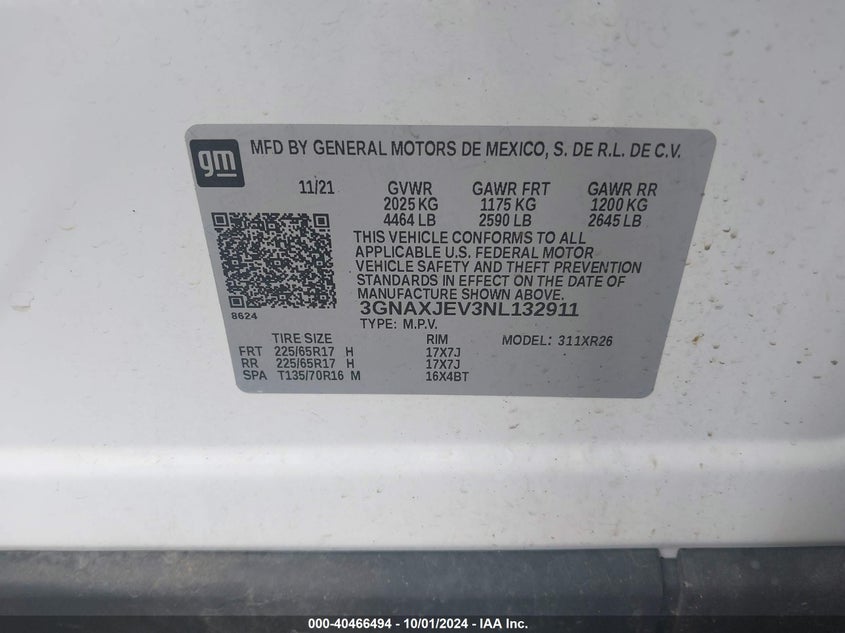 gm MFD BY GENERAL MOTORS DE MEXICO, S. DE R.L. DE C.V.
11/21 GVWR GAWR FRT GAWR RR
2025 KG 1175 KG 1200 KG
4464 LB 2590 LB 2645 LB
THIS VEHICLE CONFORMS TO ALL
APPLICABLE U.S. FEDERAL MOTOR
VEHICLE SAFETY AND THEFT PREVENTION
STANDARDS IN EFFECT ON THE DATE OF
MANUFACTURE SHOWN ABOVE.
8624 3GNAXJEV3NL132911
TYPE: M.P.V.
TIRE SIZE RIM MODEL: 311XR26
FRT 225/65R17 H 17X7J
RR 225/65R17 H 17X7J
SPA T135/70R16 M 16X4BT
000-40466494 - 10/01/2024 - IAA Inc.